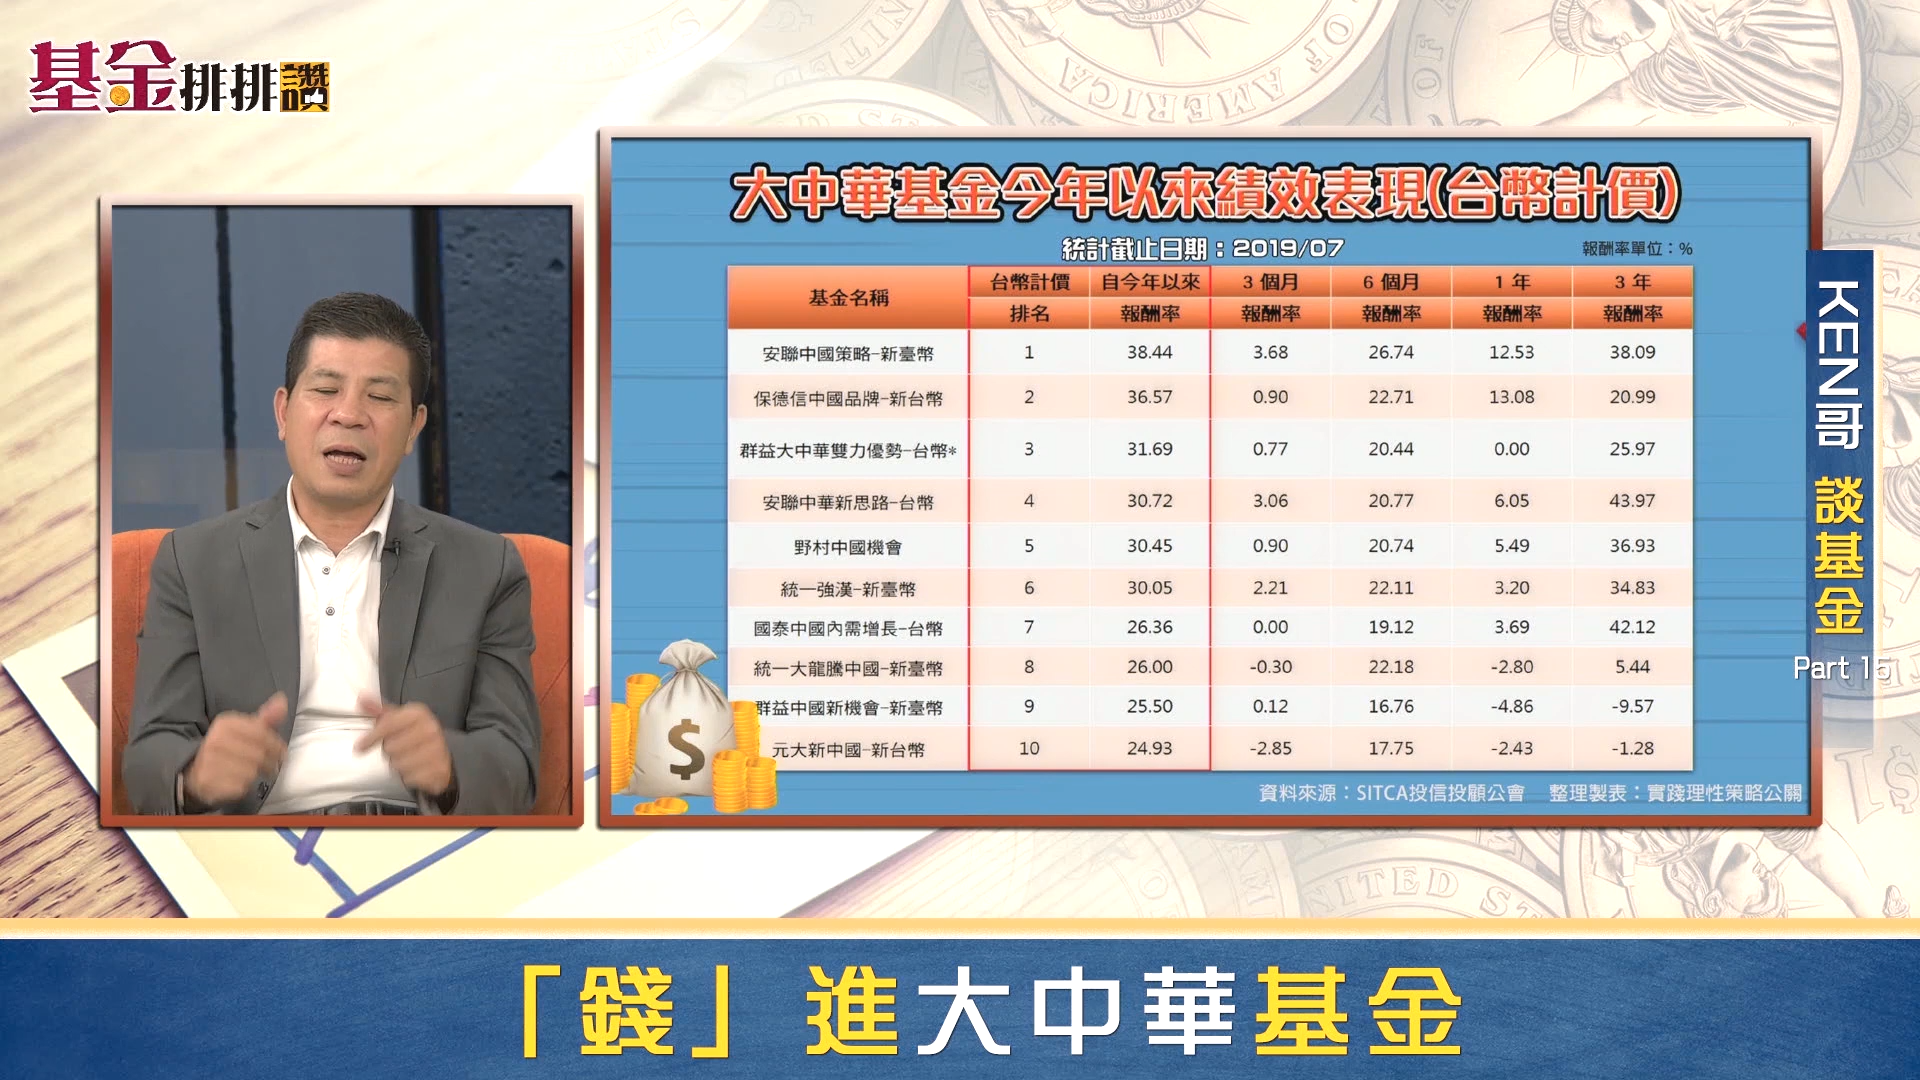 基金排排讚
大中華基金今年以來績效表現(台幣計價)
統計截止日期：2019/07
報酬率單位：%
基金名稱 台幣計價排名 自今年以來報酬率 3 個月報酬率 6 個月報酬率 1 年報酬率 3 年報酬率
安聯中國策略-新臺幣 1 38.44 3.68 26.74 12.53 38.09
保德信中國品牌-新台幣 2 36.57 0.90 22.71 13.08 20.99
群益大中華雙力優勢-台幣* 3 31.69 0.77 20.44 0.00 25.97
安聯中華新思路-台幣 4 30.72 3.06 20.77 6.05 43.97
野村中國機會 5 30.45 0.90 20.74 5.49 36.93
統一強漢-新臺幣 6 30.05 2.21 22.11 3.20 34.83
國泰中國內需增長-台幣 7 26.36 0.00 19.12 3.69 42.12
統一大龍騰中國-新臺幣 8 26.00 -0.30 22.18 -2.80 5.44
群益中國新機會-新臺幣 9 25.50 0.12 16.76 -4.86 -9.57
元大新中國-新台幣 10 24.93 -2.85 17.75 -2.43 -1.28
資料來源：SITCA投信投顧公會 整理製表：實踐理性策略公關
$
KEN哥 談基金
Part 15
「錢」進大中華基金